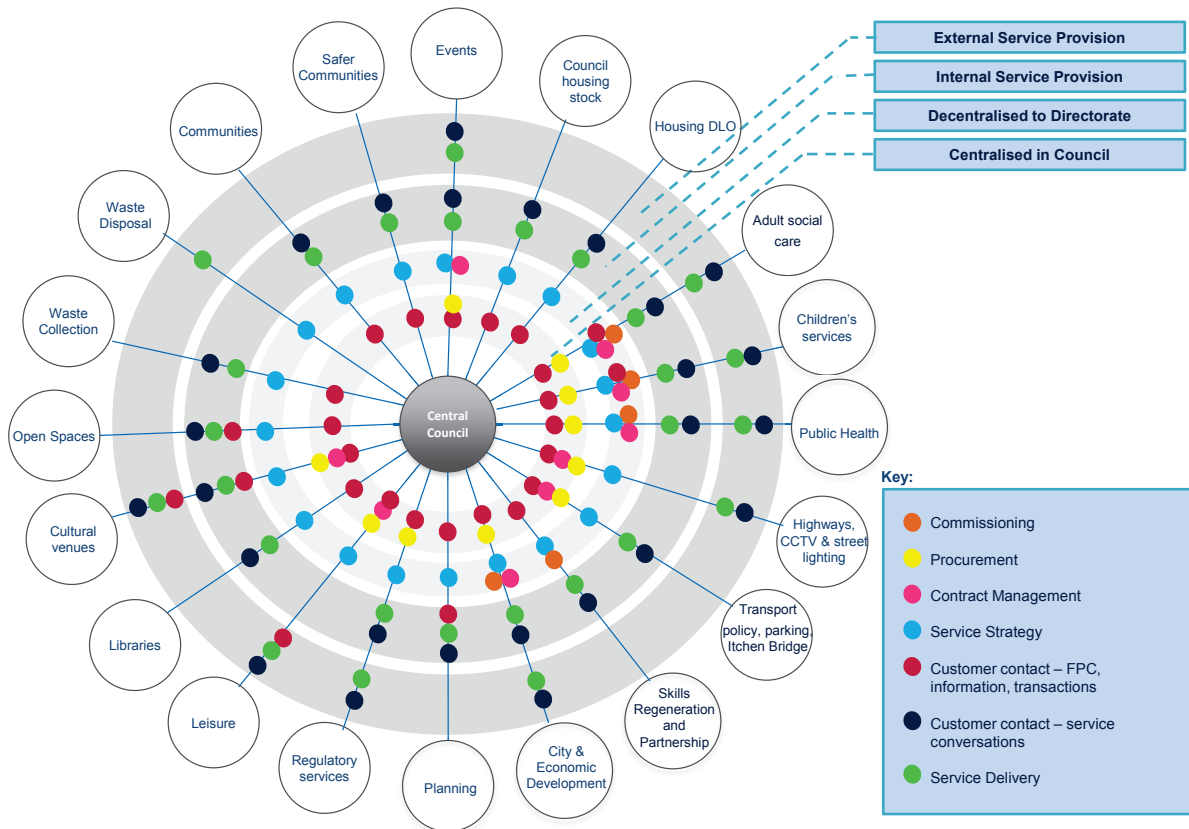 Events
Safer
Communities
Council
housing
stock
Communities
Housing DLO
Waste
Disposal
Adult social
care
Waste
Collection
Children's
services
Open Spaces
Central
Council
Public Health
Cultural
venues
Highways,
CCTV & street
lighting
Libraries
Transport
policy, parking,
Itchen Bridge
Leisure
Skills
Regeneration
and
Partnership
Regulatory
services
Planning
City &
Economic
Development
External Service Provision
Internal Service Provision
Decentralised to Directorate
Centralised in Council
Key:
Commissioning
Procurement
Contract Management
Service Strategy
Customer contact – FPC,
information, transactions
Customer contact – service
conversations
Service Delivery